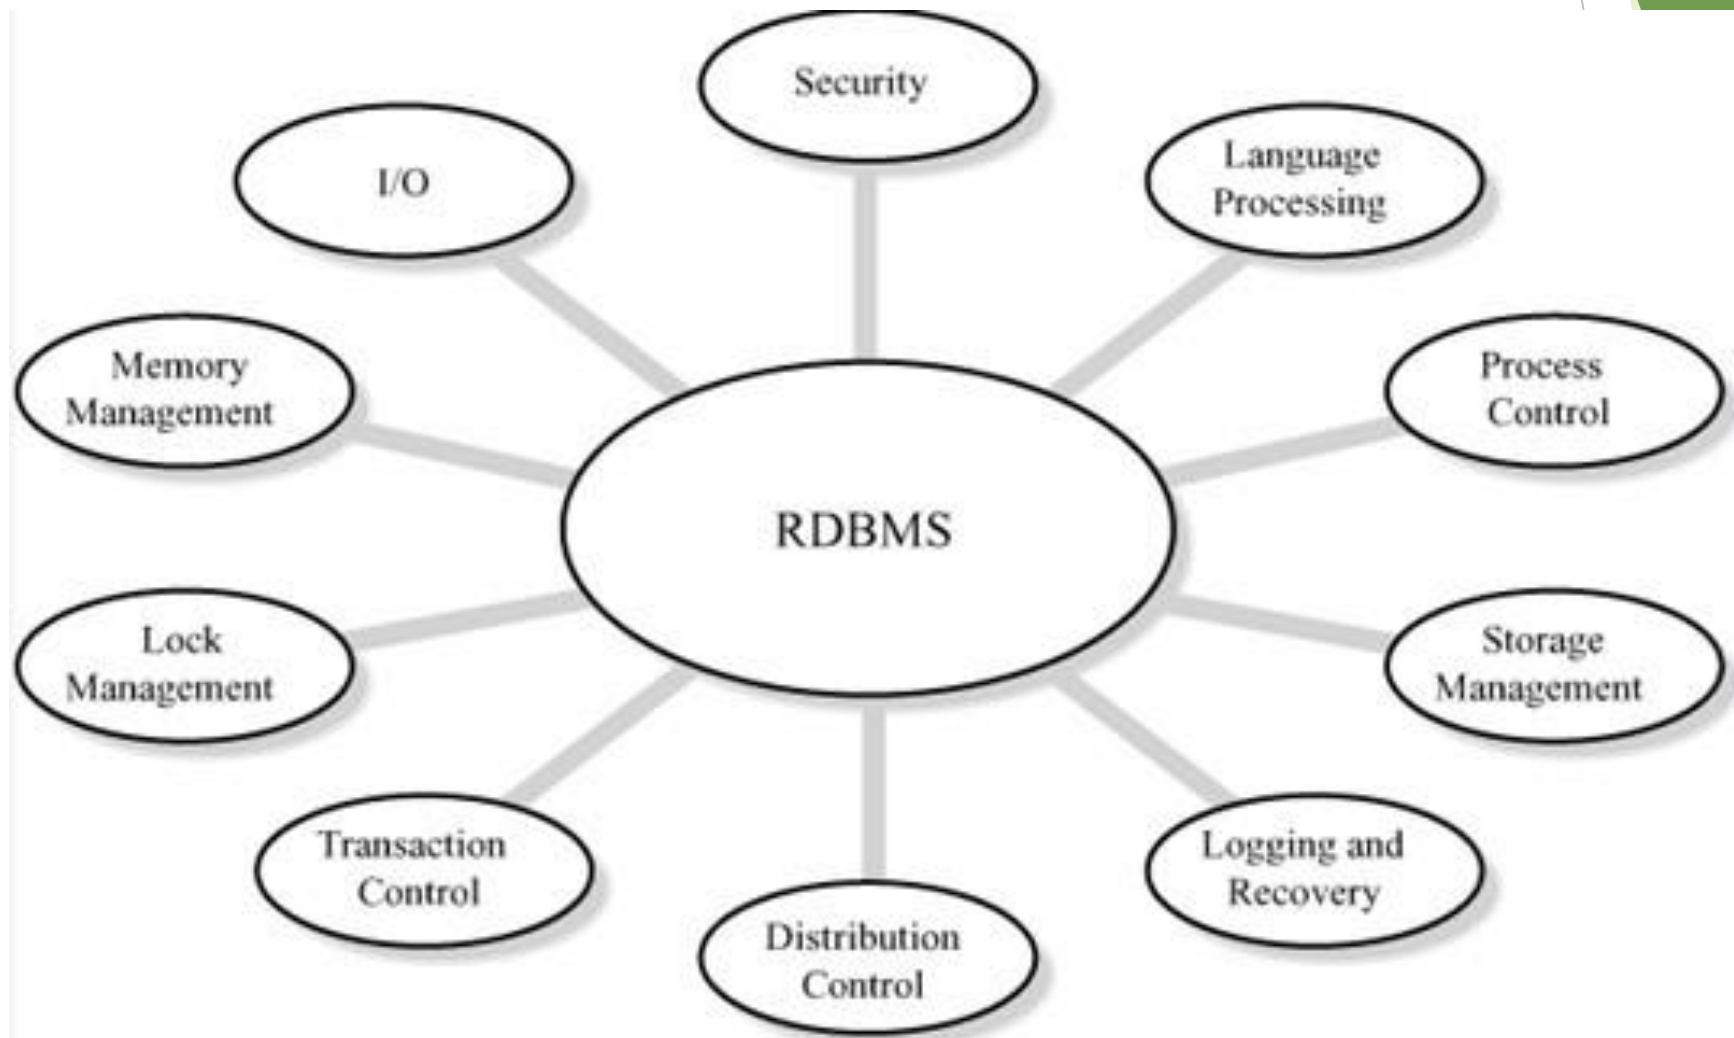 Security
I/O
Language
Processing
Memory
Management
Process
Control
RDBMS
Lock
Management
Storage
Management
Transaction
Control
Logging and
Recovery
Distribution
Control